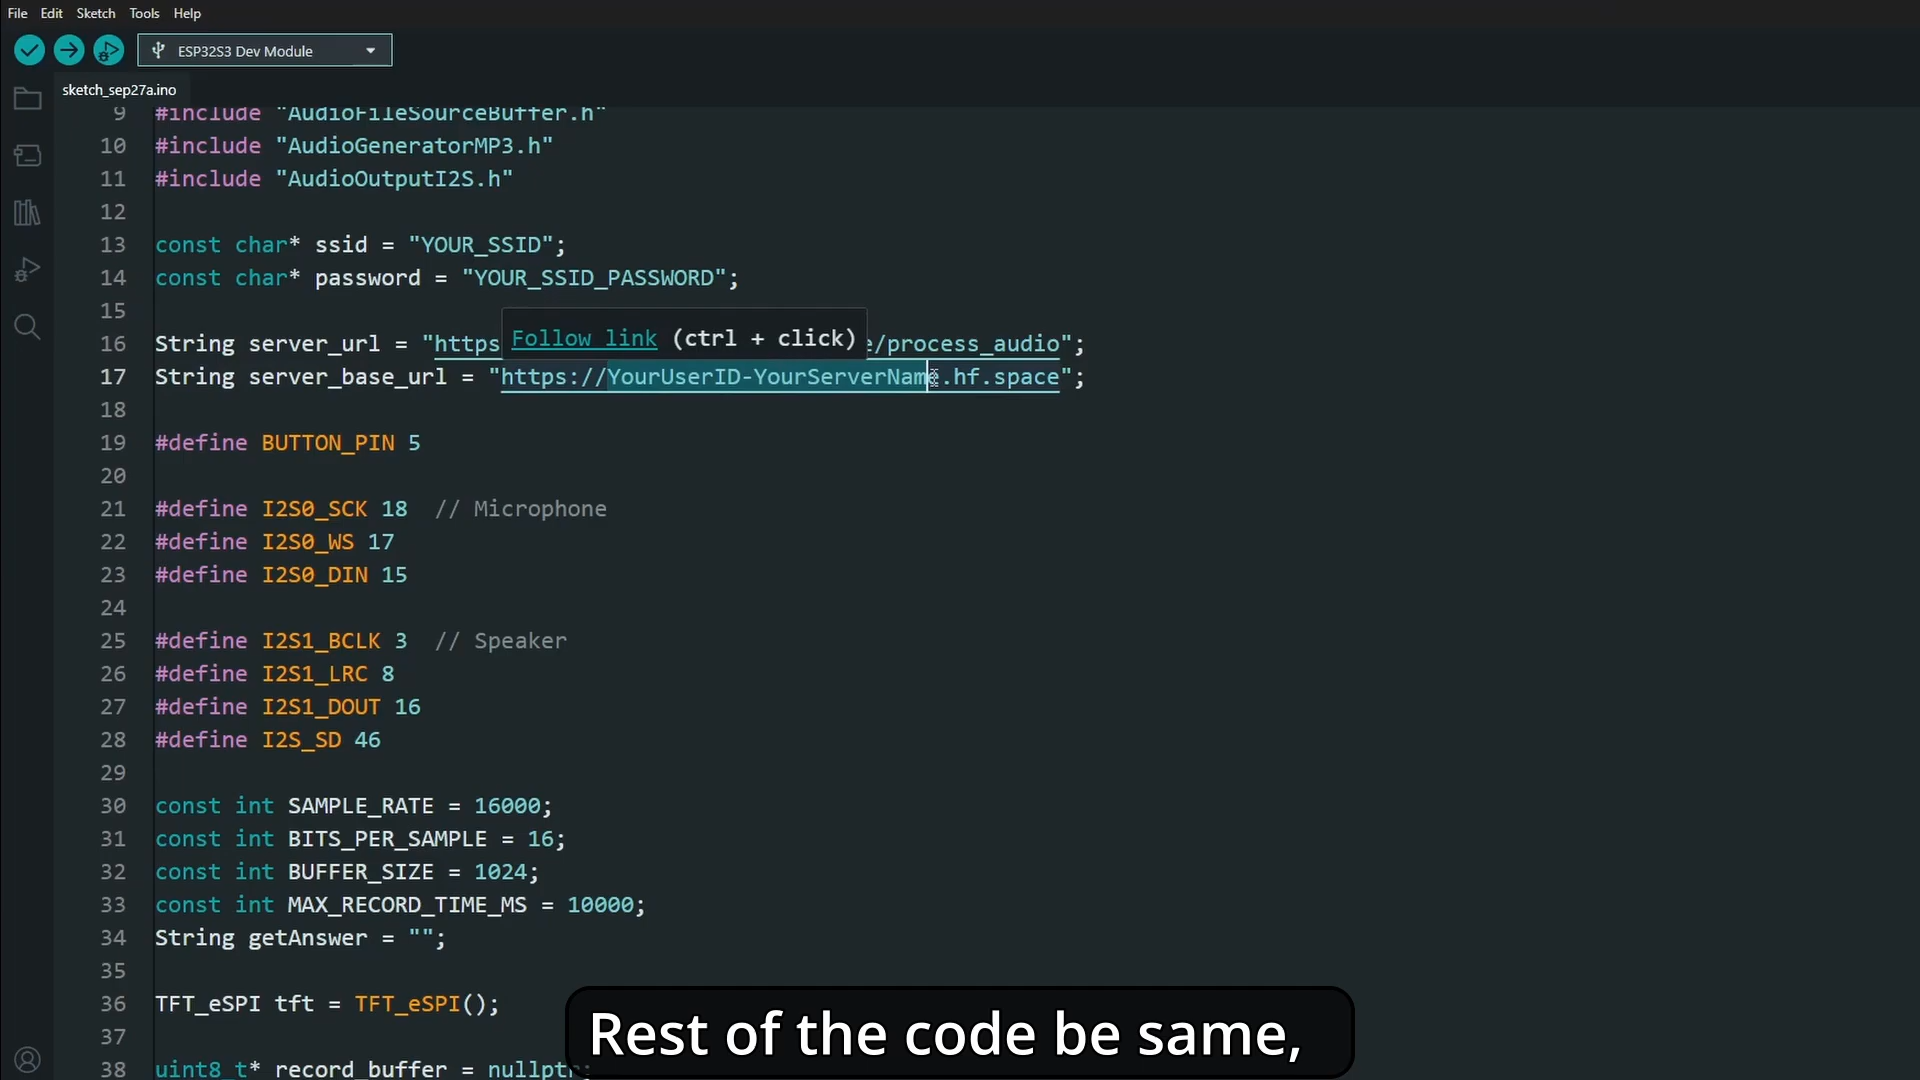 File Edit Sketch Tools Help
ESP32S3 Dev Module
sketch_sep27a.ino
9 #include "AudioFileSourceBuffer.h"
10 #include "AudioGeneratorMP3.h"
11 #include "AudioOutputI2S.h"
12
13 const char* ssid = "YOUR_SSID";
14 const char* password = "YOUR_SSID_PASSWORD";
15
Follow link (ctrl + click)
16 String server_url = "https e/process_audio";
17 String server_base_url = "https://YourUserID-YourServerName.hf.space";
18
19 #define BUTTON_PIN 5
20
21 #define I2S0_SCK 18 // Microphone
22 #define I2S0_WS 17
23 #define I2S0_DIN 15
24
25 #define I2S1_BCLK 3 // Speaker
26 #define I2S1_LRC 8
27 #define I2S1_DOUT 16
28 #define I2S_SD 46
29
30 const int SAMPLE_RATE = 16000;
31 const int BITS_PER_SAMPLE = 16;
32 const int BUFFER_SIZE = 1024;
33 const int MAX_RECORD_TIME_MS = 10000;
34 String getAnswer = "";
35
36 TFT_eSPI tft = TFT_eSPI();
37
38 uint8_t* record_buffer = nullptr;
Rest of the code be same,